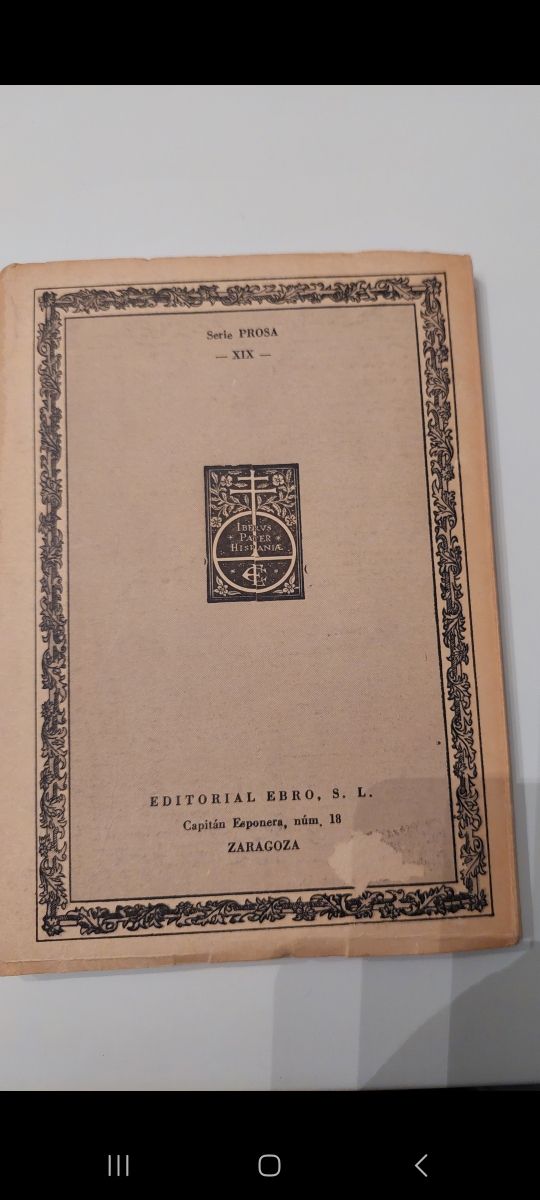 Serie PROSA
— XIX —
IBERVS
PATER
HISPANIÆ
EDITORIAL EBRO, S. L.
Capitán Esponera, núm. 18
ZARAGOZA